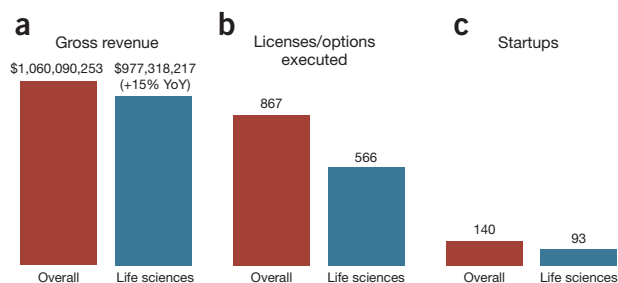 a
Gross revenue
$1,060,090,253
$977,318,217
(+15% YoY)
Overall
Life sciences
b
Licenses/options
executed
867
566
Overall
Life sciences
c
Startups
140
93
Overall
Life sciences